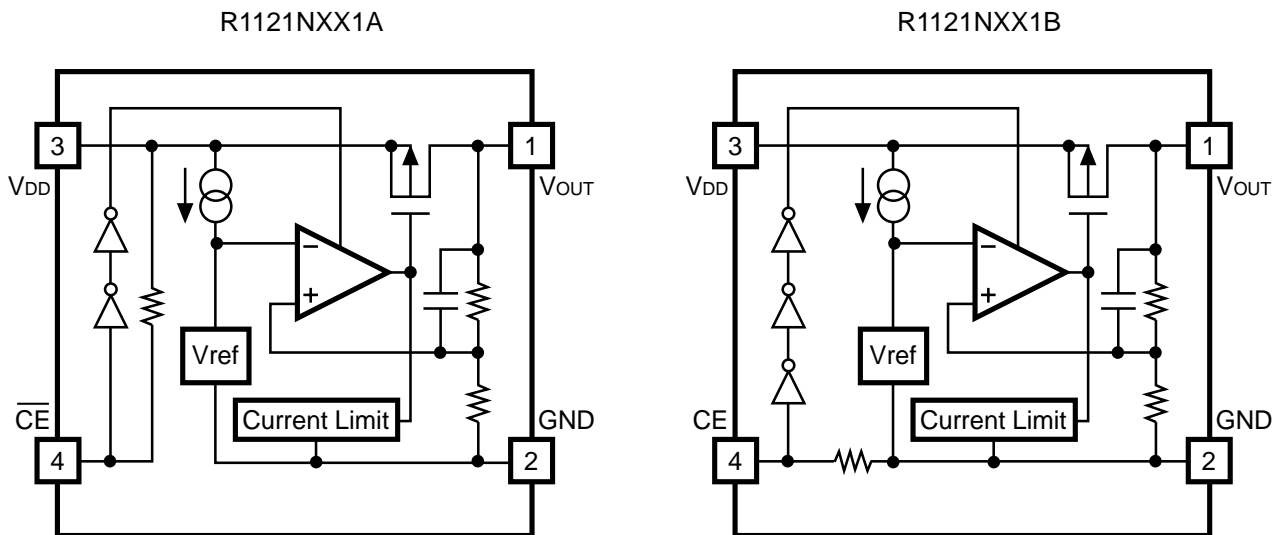 R1121NXX1A
3
VDD
1
VOUT
−
+
Vref
Current Limit
C̅E̅
4
GND
2
R1121NXX1B
3
VDD
1
VOUT
−
+
Vref
Current Limit
CE
4
GND
2